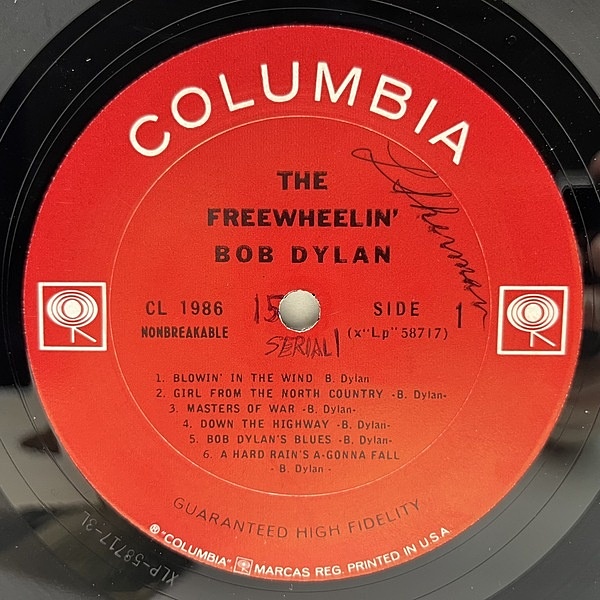 COLUMBIA
THE
FREEWHEELIN'
BOB DYLAN
LSherman
CL 1986
15
SIDE 1
NONBREAKABLE
(x"Lp"58717)
SERIAL 1
1. BLOWIN' IN THE WIND B. Dylan
2. GIRL FROM THE NORTH COUNTRY -B. Dylan-
3. MASTERS OF WAR -B. Dylan-
4. DOWN THE HIGHWAY -B. Dylan-
5. BOB DYLAN'S BLUES -B. Dylan-
6. A HARD RAIN'S A-GONNA FALL
- B. Dylan -
GUARANTEED HIGH FIDELITY
® "COLUMBIA", MARCAS REG. PRINTED IN U.S.A.
XLP-58717-3L